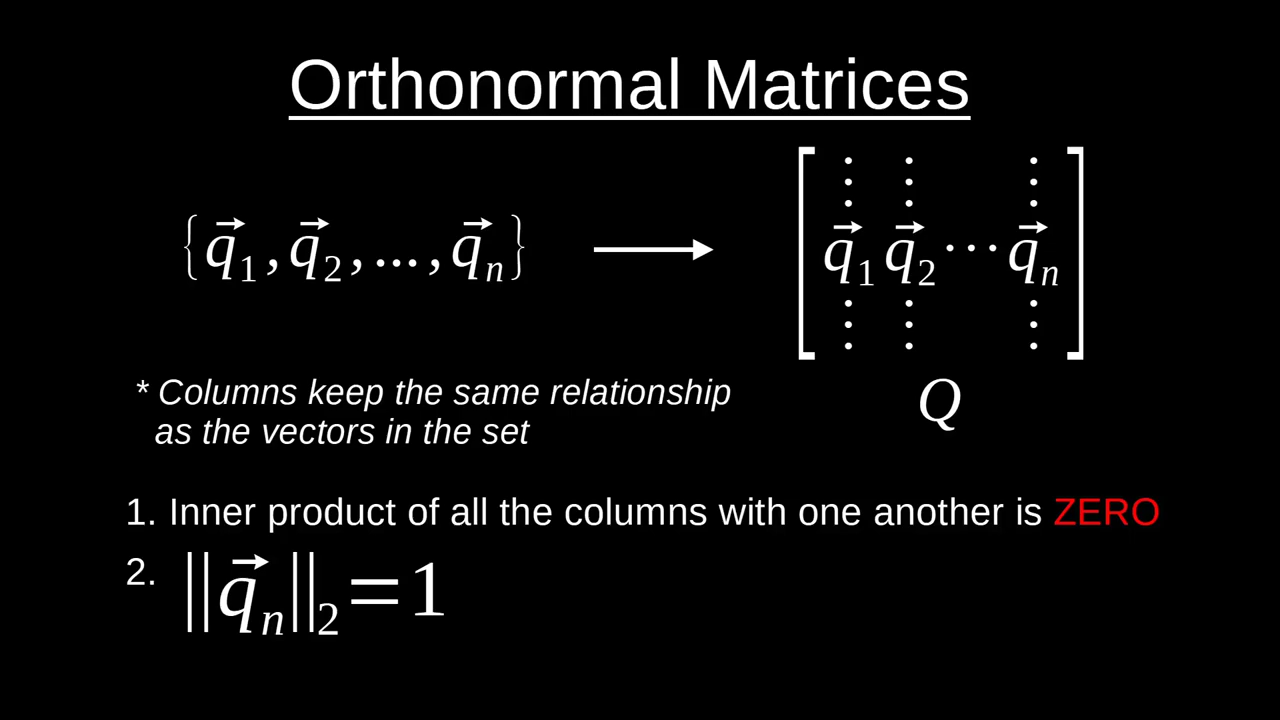 Orthonormal Matrices
{q⃗₁, q⃗₂, ..., q⃗ₙ} → [q⃗₁ q⃗₂ ⋯ q⃗ₙ]
* Columns keep the same relationship
as the vectors in the set
Q
1. Inner product of all the columns with one another is ZERO
2. ||q⃗ₙ||₂ = 1